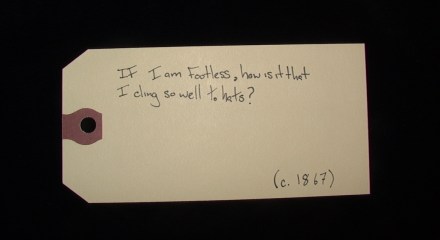 IF I am Footless, how is it that
I cling so well to hats?
(c. 1867)